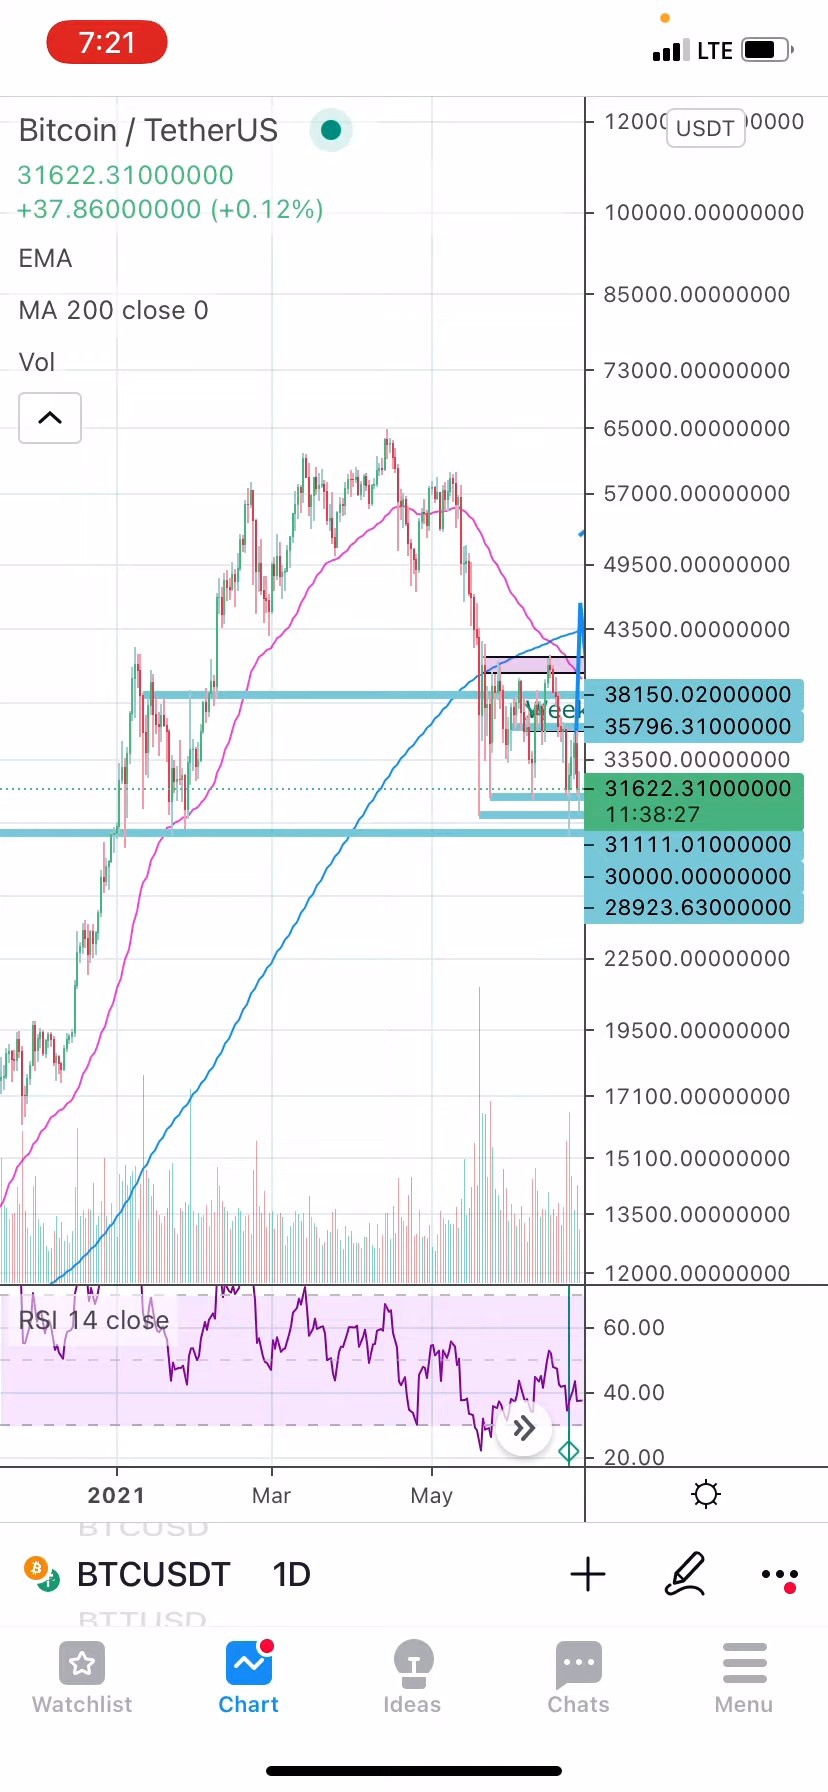 7:21
LTE
Bitcoin / TetherUS
31622.31000000
+37.86000000 (+0.12%)
EMA
MA 200 close 0
Vol
USDT
100000.00000000
85000.00000000
73000.00000000
65000.00000000
57000.00000000
49500.00000000
43500.00000000
38150.02000000
35796.31000000
33500.00000000
31622.31000000
11:38:27
31111.01000000
30000.00000000
28923.63000000
22500.00000000
19500.00000000
17100.00000000
15100.00000000
13500.00000000
12000.00000000
RSI 14 close
60.00
40.00
20.00
2021 Mar May
BTCUSD
BTCUSDT 1D
BTTUSD
Watchlist Chart Ideas Chats Menu